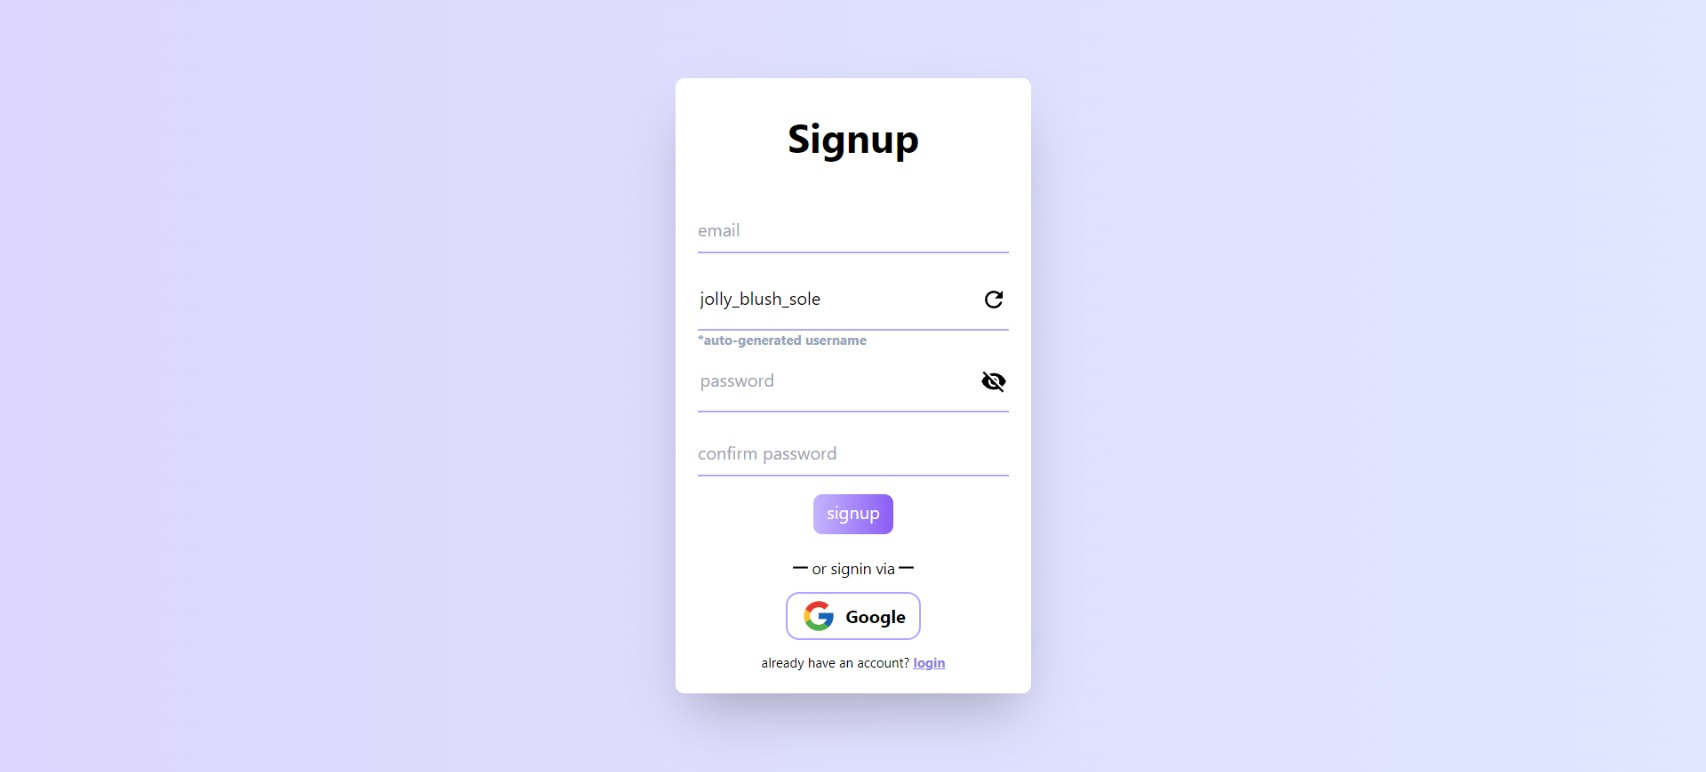 Signup
email
jolly_blush_sole
*auto-generated username
password
confirm password
signup
— or signin via —
Google
already have an account? login